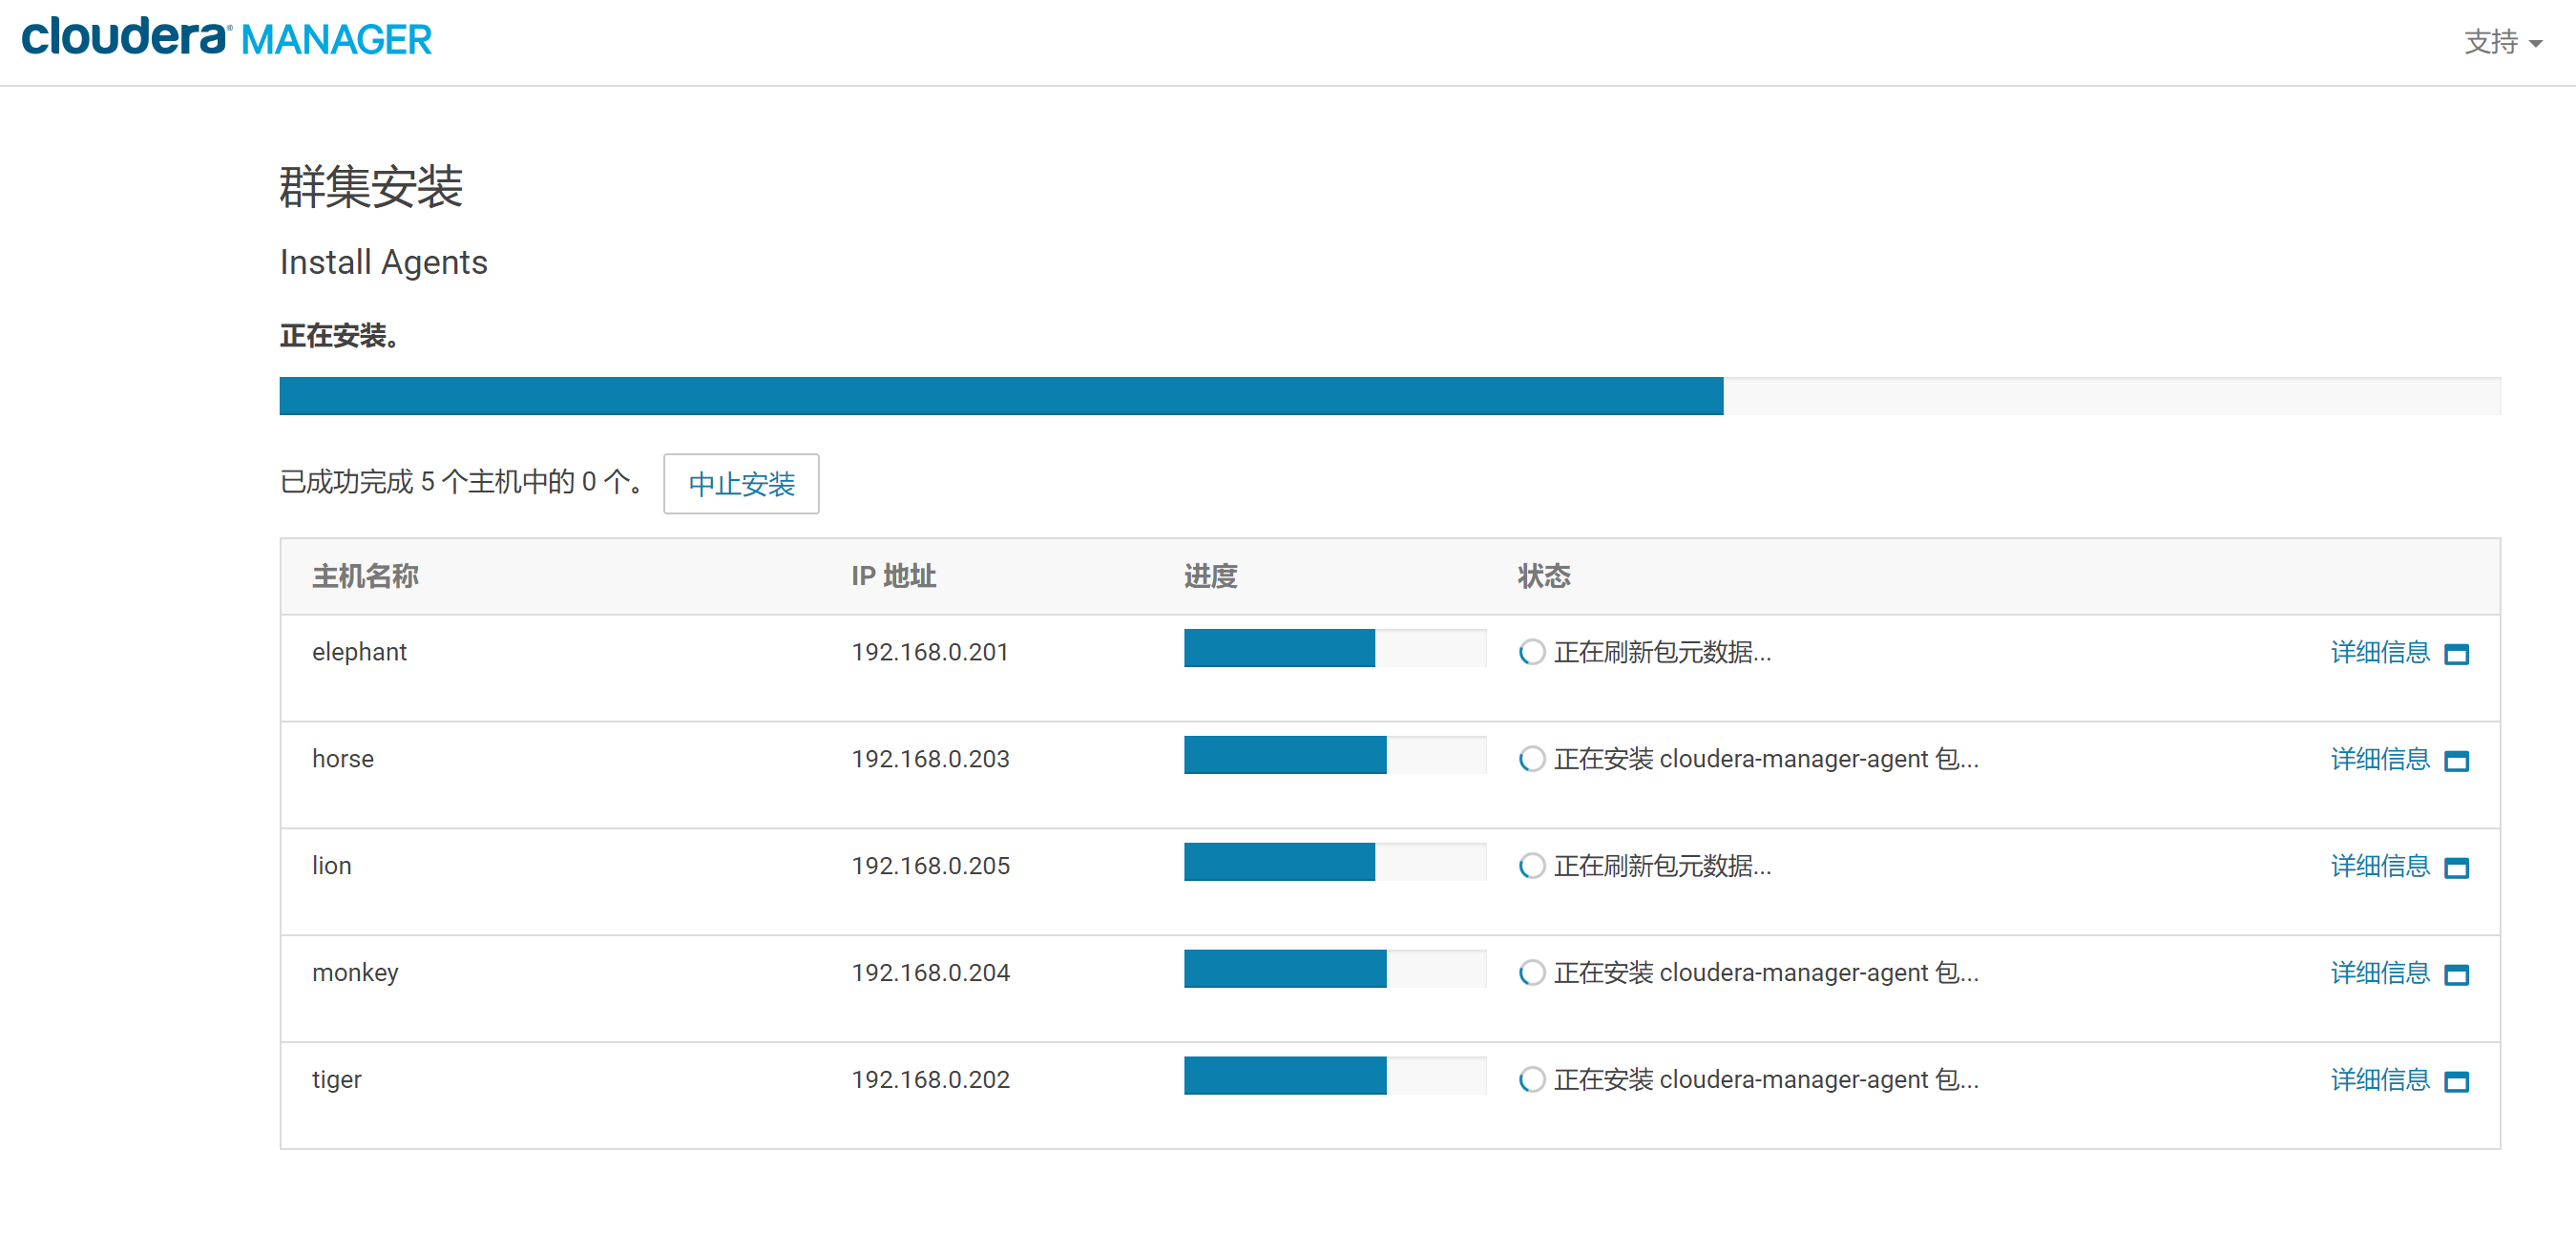 cloudera® MANAGER
支持
群集安装
Install Agents
正在安装。
已成功完成 5 个主机中的 0 个。 中止安装
主机名称 IP 地址 进度 状态
elephant 192.168.0.201 正在刷新包元数据... 详细信息
horse 192.168.0.203 正在安装 cloudera-manager-agent 包... 详细信息
lion 192.168.0.205 正在刷新包元数据... 详细信息
monkey 192.168.0.204 正在安装 cloudera-manager-agent 包... 详细信息
tiger 192.168.0.202 正在安装 cloudera-manager-agent 包... 详细信息